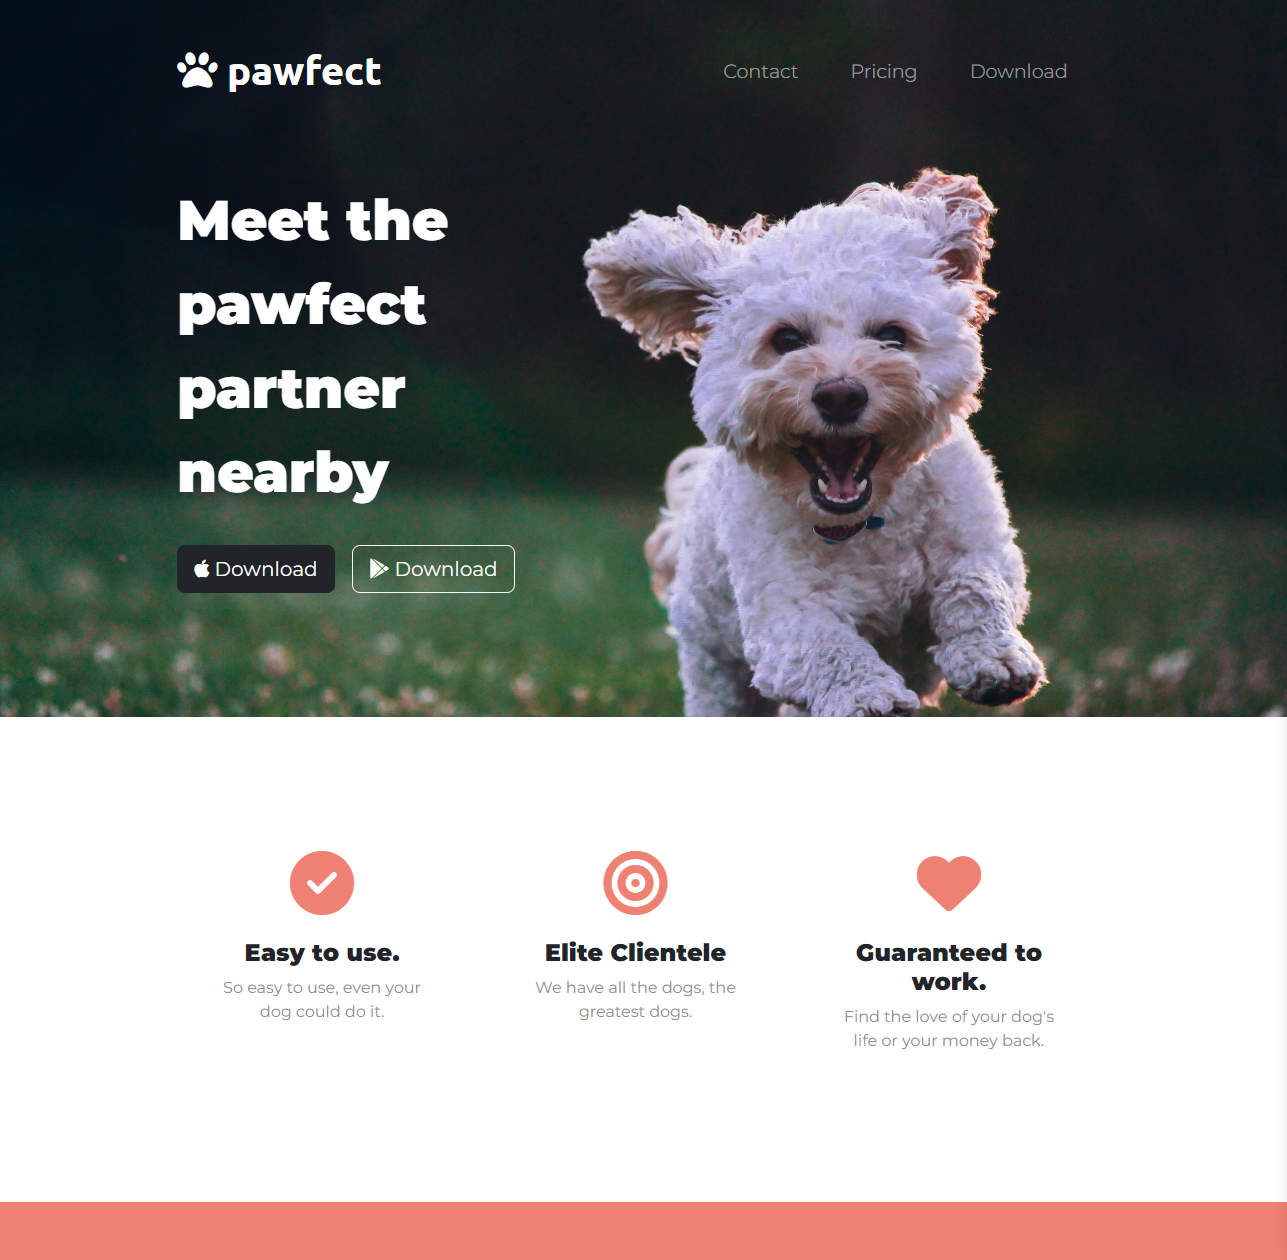 pawfect
Contact Pricing Download
Meet the
pawfect
partner
nearby
Download Download
Easy to use.
So easy to use, even your
dog could do it.
Elite Clientele
We have all the dogs, the
greatest dogs.
Guaranteed to
work.
Find the love of your dog's
life or your money back.